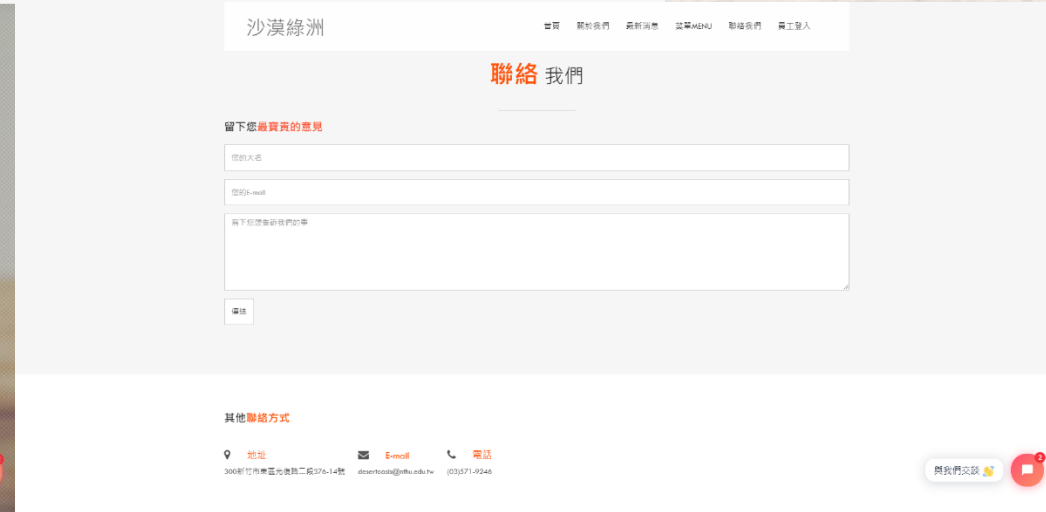 沙漠綠洲
首頁 關於我們 最新消息 菜單MENU 聯絡我們 員工登入
聯絡 我們
留下您最寶貴的意見
您的大名
您的E-mail
寫下您想告訴我們的事
傳送
其他聯絡方式
地址 E-mail 電話
300新竹市東區光復路二段376-14號 desertoasis@nthu.edu.tw (03)571-9246
與我們交談 👋
2